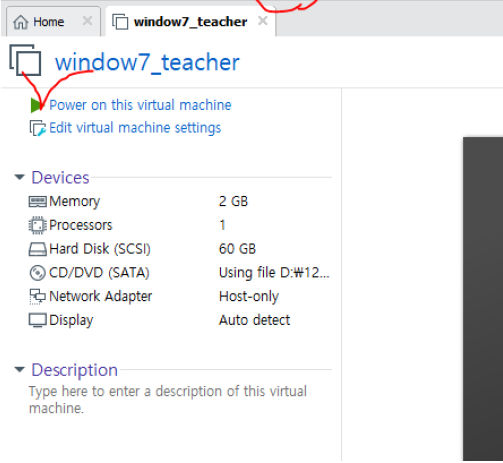 Home × window7_teacher ×
window7_teacher
Power on this virtual machine
Edit virtual machine settings
Devices
Memory 2 GB
Processors 1
Hard Disk (SCSI) 60 GB
CD/DVD (SATA) Using file D:₩12...
Network Adapter Host-only
Display Auto detect
Description
Type here to enter a description of this virtual
machine.